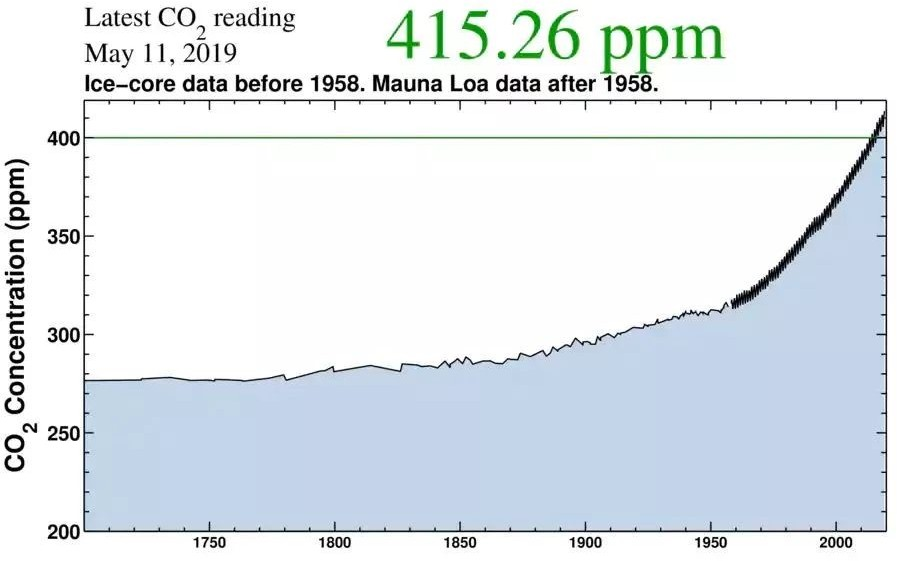 Latest CO2 reading
May 11, 2019
415.26 ppm
Ice-core data before 1958. Mauna Loa data after 1958.
CO2 Concentration (ppm)
400
350
300
250
200
1750
1800
1850
1900
1950
2000